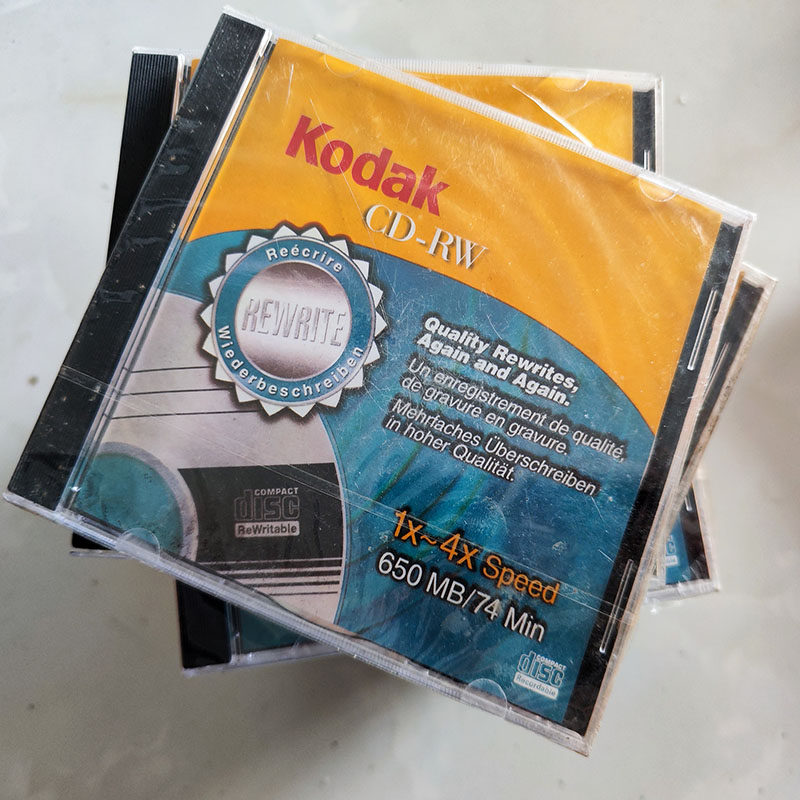 Kodak
CD-RW
Reécrire
REWRITE
Wiederbeschreiben
Quality Rewrites,
Again and Again.
Un enregistrement de qualité,
de gravure en gravure.
Mehrfaches Überschreiben
in hoher Qualität.
COMPACT
disc
ReWritable
1x~4x Speed
650 MB/74 Min
COMPACT
disc
Recordable